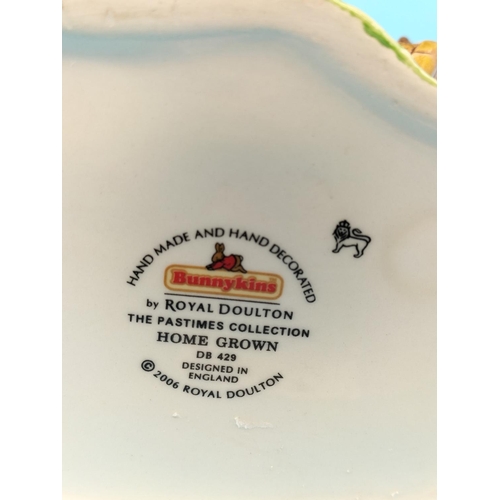 HAND MADE AND HAND DECORATED
Bunnykins
by ROYAL DOULTON
THE PASTIMES COLLECTION
HOME GROWN
DB 429
DESIGNED IN
ENGLAND
© 2006 ROYAL DOULTON